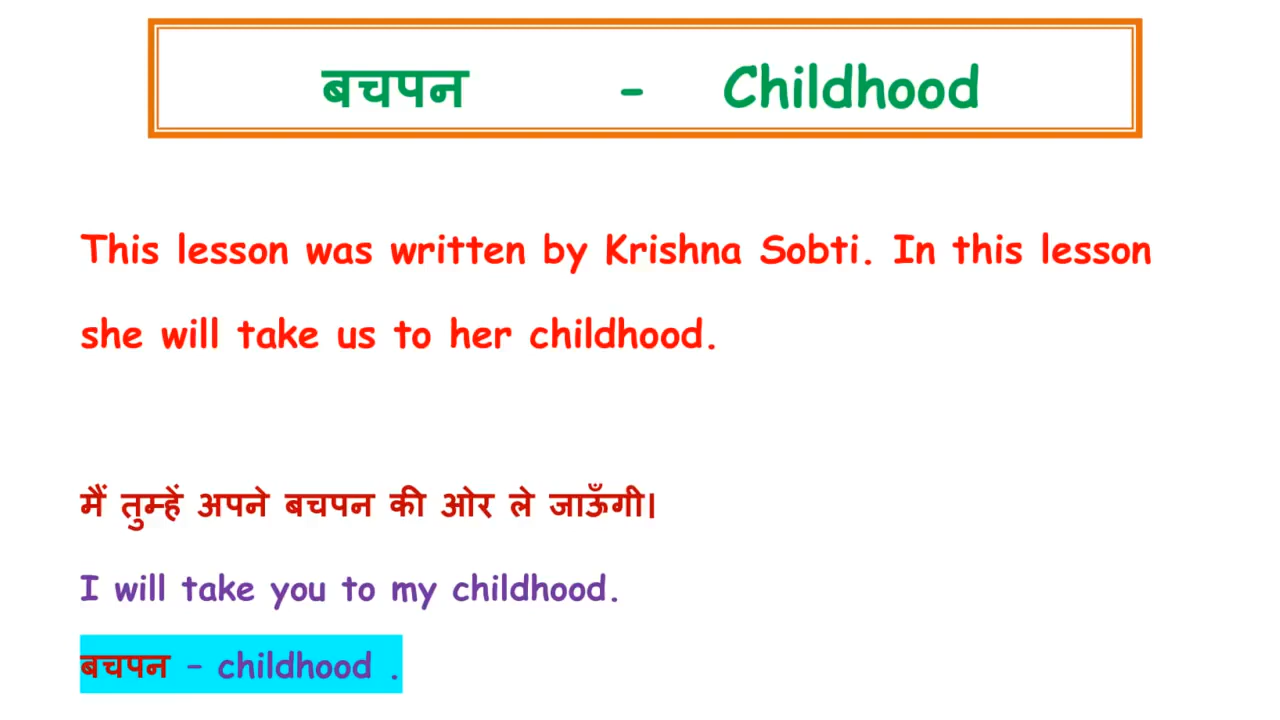 बचपन - Childhood
This lesson was written by Krishna Sobti. In this lesson
she will take us to her childhood.
मैं तुम्हें अपने बचपन की ओर ले जाऊँगी।
I will take you to my childhood.
बचपन – childhood .